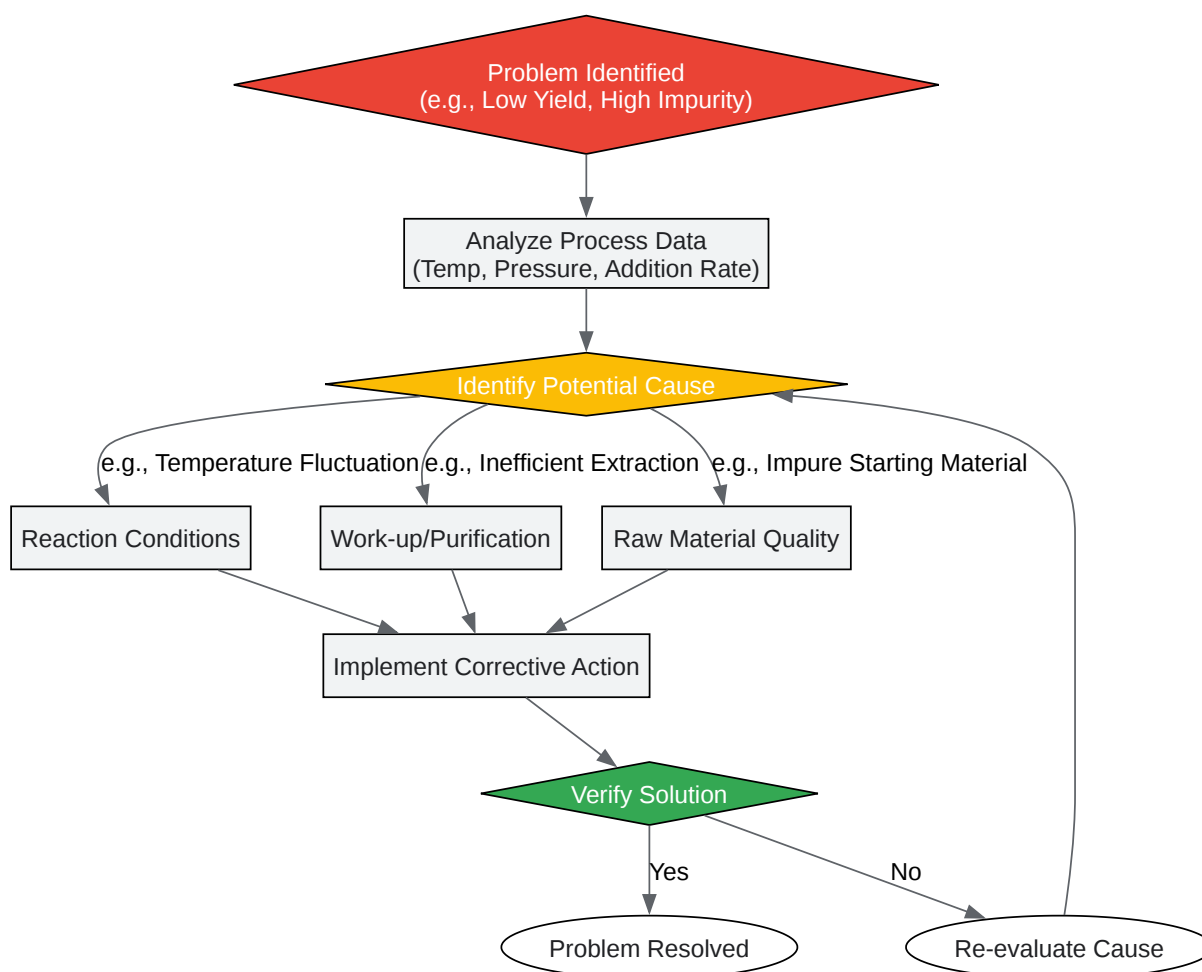 Problem Identified
(e.g., Low Yield, High Impurity)
Analyze Process Data
(Temp, Pressure, Addition Rate)
Identify Potential Cause
e.g., Temperature Fluctuation
e.g., Inefficient Extraction
e.g., Impure Starting Material
Reaction Conditions
Work-up/Purification
Raw Material Quality
Implement Corrective Action
Verify Solution
Yes
No
Problem Resolved
Re-evaluate Cause